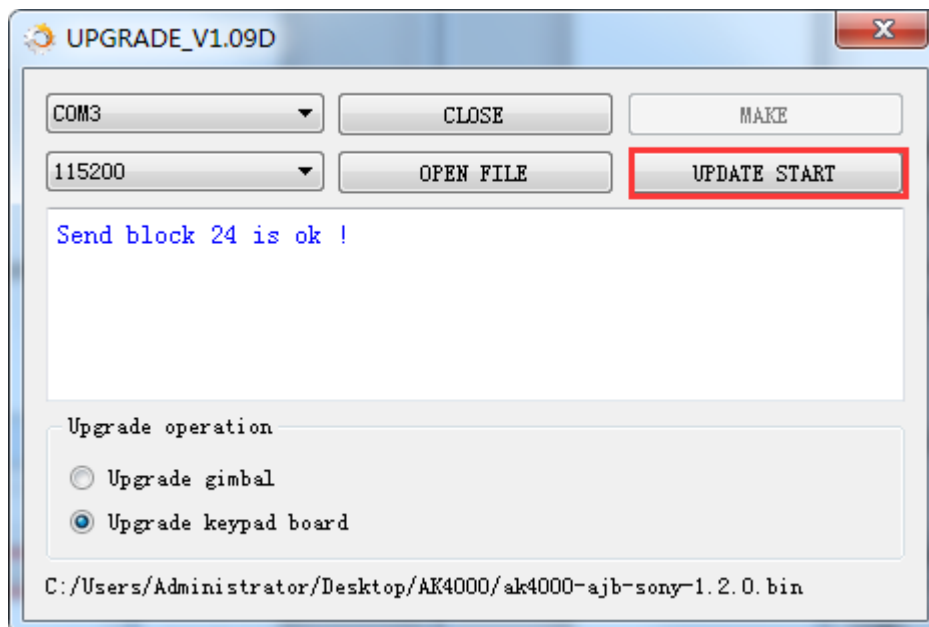 UPGRADE_V1.09D
COM3 CLOSE MAKE
115200 OPEN FILE UPDATE START
Send block 24 is ok !
Upgrade operation
Upgrade gimbal
Upgrade keypad board
C:/Users/Administrator/Desktop/AK4000/ak4000-ajb-sony-1.2.0.bin